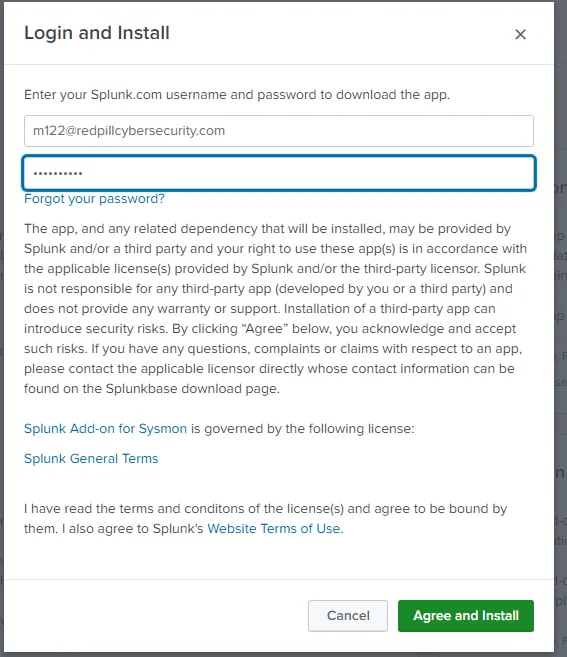 Login and Install
×
Enter your Splunk.com username and password to download the app.
m122@redpillcybersecurity.com
••••••••••
Forgot your password?
The app, and any related dependency that will be installed, may be provided by
Splunk and/or a third party and your right to use these app(s) is in accordance with
the applicable license(s) provided by Splunk and/or the third-party licensor. Splunk
is not responsible for any third-party app (developed by you or a third party) and
does not provide any warranty or support. Installation of a third-party app can
introduce security risks. By clicking “Agree” below, you acknowledge and accept
such risks. If you have any questions, complaints or claims with respect to an app,
please contact the applicable licensor directly whose contact information can be
found on the Splunkbase download page.
Splunk Add-on for Sysmon is governed by the following license:
Splunk General Terms
I have read the terms and conditons of the license(s) and agree to be bound by
them. I also agree to Splunk's Website Terms of Use.
Cancel
Agree and Install